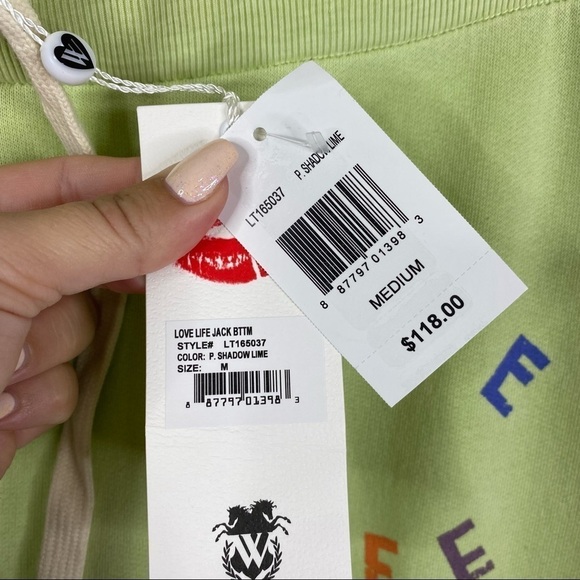 W
P. SHADOW LIME
LT165037
8 87797 01398 3
MEDIUM
$118.00
LOVE LIFE JACK BTTM
STYLE# LT165037
COLOR: P. SHADOW LIME
SIZE: M
8 87797 01398 3
W
E
E
E